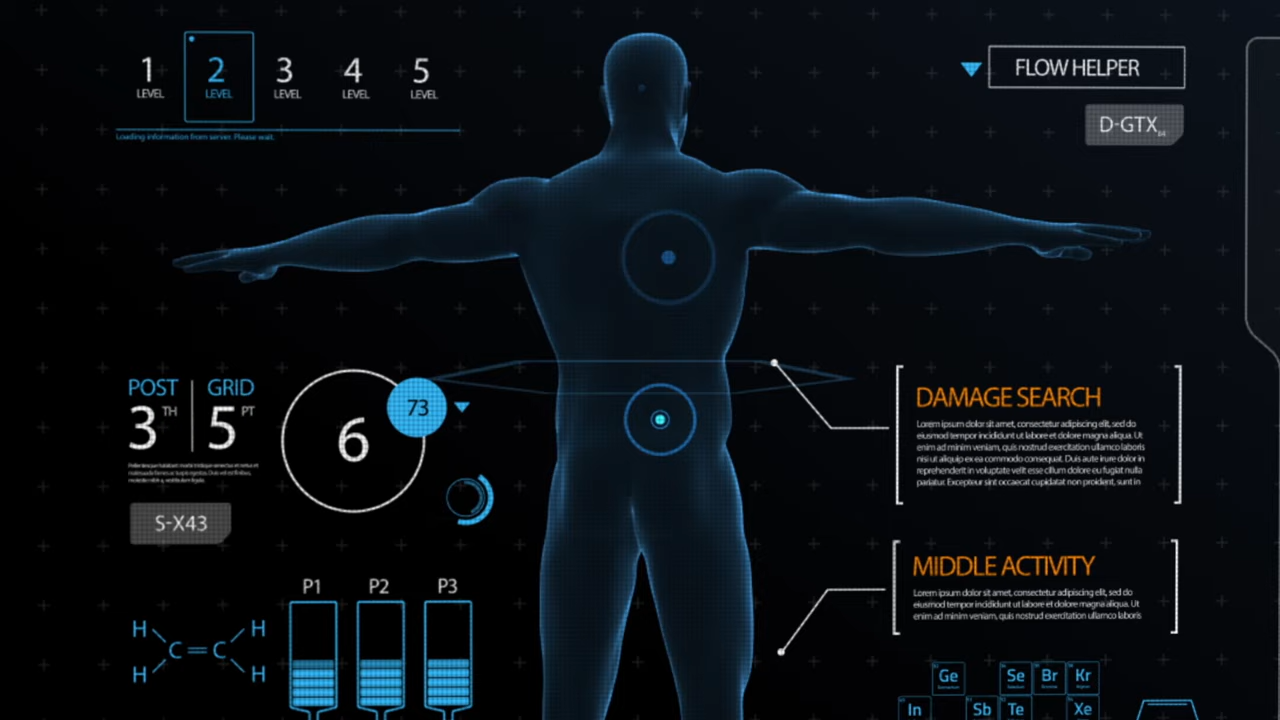 1 2 3 4 5
LEVEL LEVEL LEVEL LEVEL LEVEL
Loading information from server. Please wait.
FLOW HELPER
D-GTX
POST GRID
3 TH 5 PT
6
73
S-X43
DAMAGE SEARCH
Lorem ipsum dolor sit amet, consectetur adipiscing elit, sed do
eiusmod tempor incididunt ut labore et dolore magna aliqua. Ut
enim ad minim veniam, quis nostrud exercitation ullamco laboris
nisi ut aliquip ex ea commodo consequat. Duis aute irure dolor in
reprehenderit in voluptate velit esse cillum dolore eu fugiat nulla
pariatur. Excepteur sint occaecat cupidatat non proident, sunt in
MIDDLE ACTIVITY
Lorem ipsum dolor sit amet, consectetur adipiscing elit, sed do
eiusmod tempor incididunt ut labore et dolore magna aliqua. Ut
enim ad minim veniam, quis nostrud exercitation ullamco laboris
P1 P2 P3
H H
C C
H H
Ge Se Br Kr
In Sb Te Xe